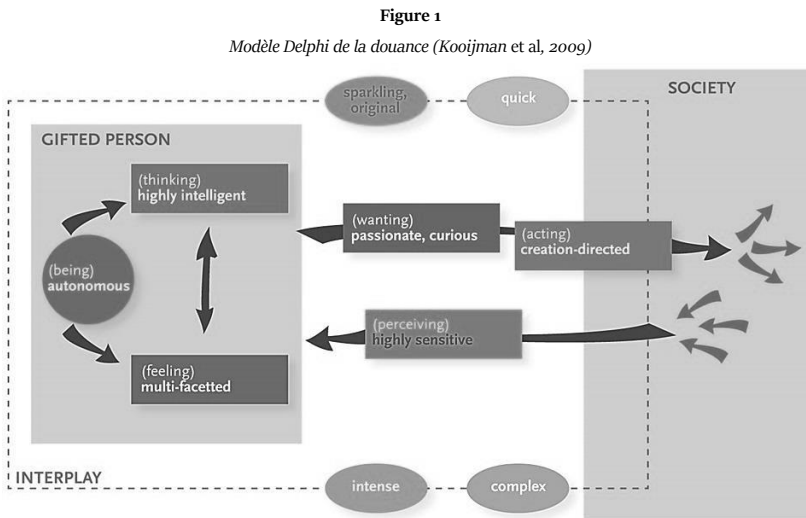 Figure 1
Modèle Delphi de la douance (Kooijman et al, 2009)
sparkling,
original
quick
SOCIETY
GIFTED PERSON
(thinking)
highly intelligent
(wanting)
passionate, curious
(acting)
creation-directed
(being)
autonomous
(perceiving)
highly sensitive
(feeling)
multi-facetted
INTERPLAY
intense
complex